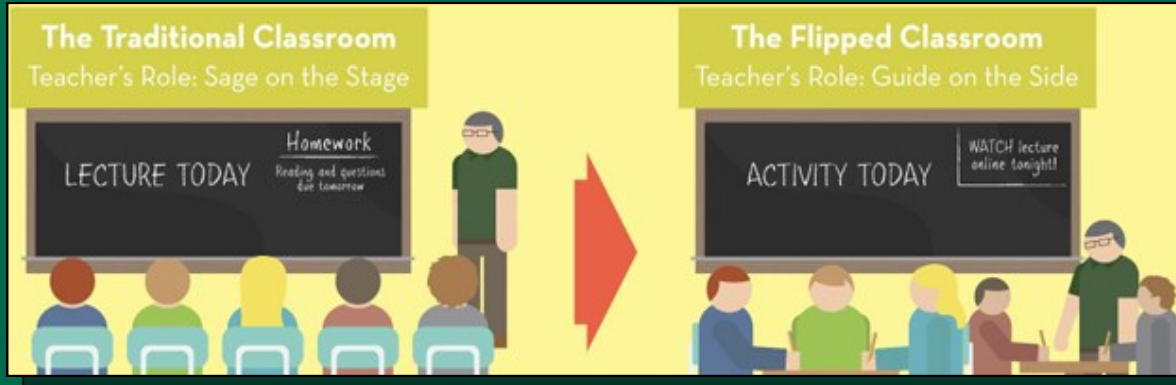 The Traditional Classroom
Teacher's Role: Sage on the Stage
LECTURE TODAY
Homework
Reading and questions
due tomorrow
The Flipped Classroom
Teacher's Role: Guide on the Side
ACTIVITY TODAY
WATCH lecture
online tonight!